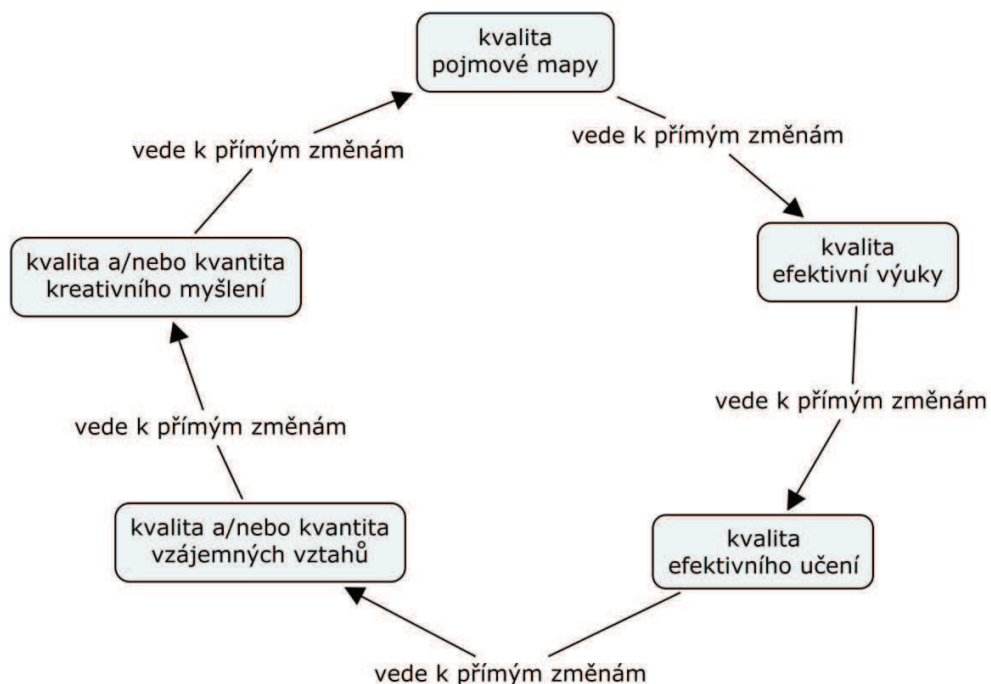 kvalita
pojmové mapy
vede k přímým změnám
vede k přímým změnám
kvalita
efektivní výuky
kvalita a/nebo kvantita
kreativního myšlení
vede k přímým změnám
vede k přímým změnám
kvalita a/nebo kvantita
vzájemných vztahů
kvalita
efektivního učení
vede k přímým změnám